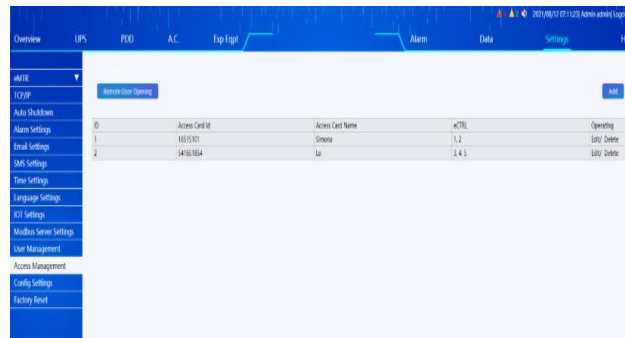 2021/08/12 07:11:23| Admin admin| Logo
Overview UPS PDD A.C. Exp Eqpt Alarm Data Settings H
eMTR
TCP/IP
Auto Shutdown
Alarm Settings
Email Settings
SMS Settings
Time Settings
Language Settings
IOT Settings
Modbus Server Settings
User Management
Access Management
Config Settings
Factory Reset
Remote Door Opening Add
ID Access Card Id Access Card Name eCTRL Operating
1 16515101 Simona 1, 2 Edit/ Delete
2 541651854 Lu 3, 4, 5 Edit/ Delete